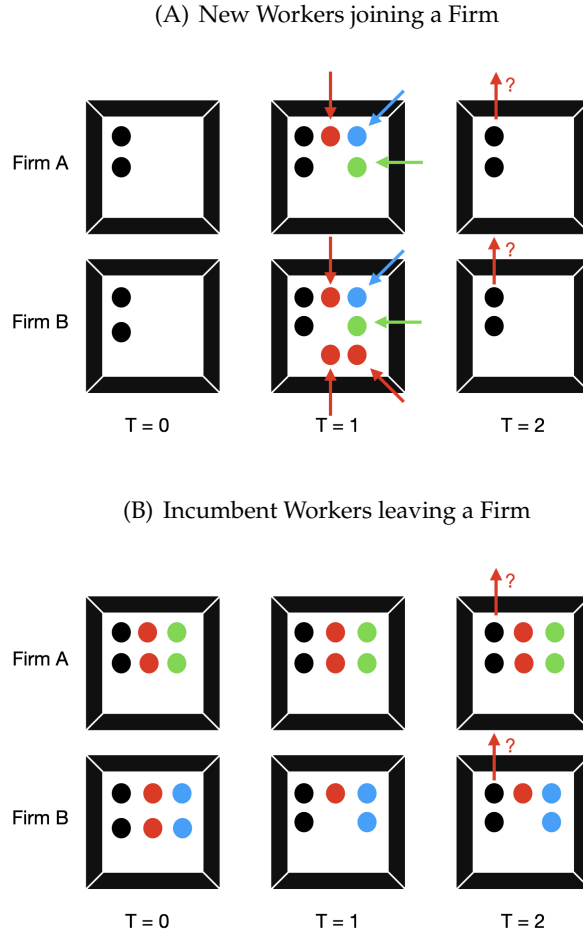 (A) New Workers joining a Firm
?
Firm A
?
Firm B
T = 0 T = 1 T = 2
(B) Incumbent Workers leaving a Firm
?
Firm A
?
Firm B
T = 0 T = 1 T = 2